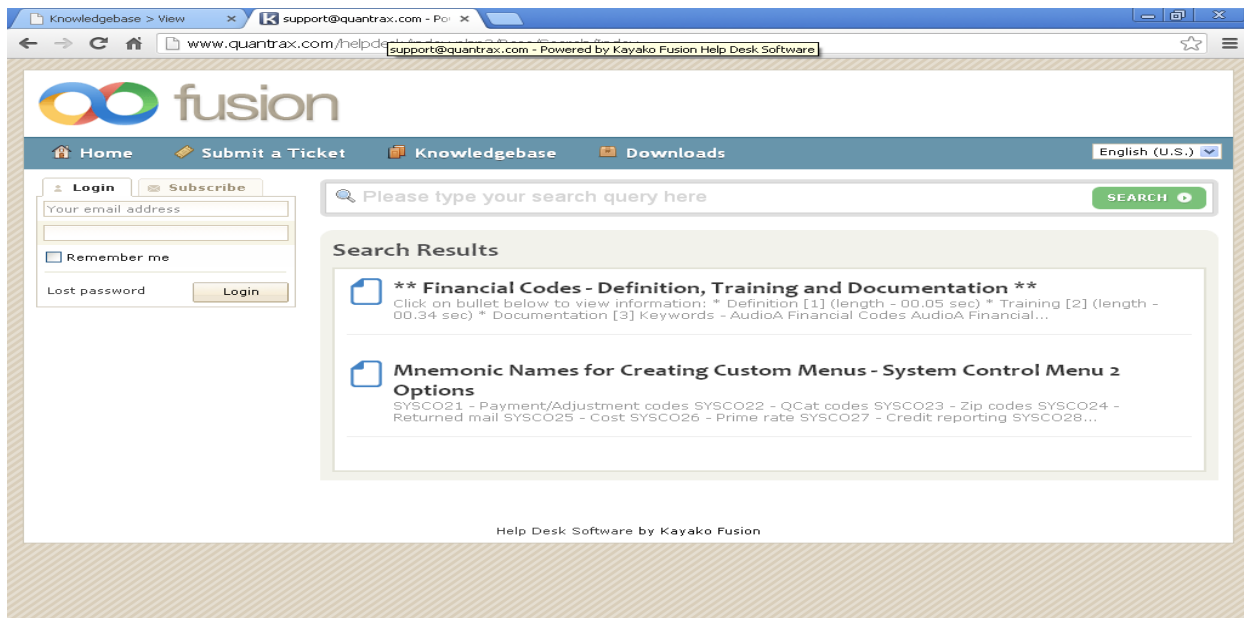 Knowledgebase > View
support@quantrax.com - Po
www.quantrax.com/helpde
support@quantrax.com - Powered by Kayako Fusion Help Desk Software
fusion
Home Submit a Ticket Knowledgebase Downloads English (U.S.)
Login Subscribe
Your email address
Remember me
Lost password Login
Please type your search query here SEARCH
Search Results
** Financial Codes - Definition, Training and Documentation **
Click on bullet below to view information: * Definition [1] (length - 00.05 sec) * Training [2] (length -
00.34 sec) * Documentation [3] Keywords - AudioA Financial Codes AudioA Financial...
Mnemonic Names for Creating Custom Menus - System Control Menu 2
Options
SYSCO21 - Payment/Adjustment codes SYSCO22 - QCat codes SYSCO23 - Zip codes SYSCO24 -
Returned mail SYSCO25 - Cost SYSCO26 - Prime rate SYSCO27 - Credit reporting SYSCO28...
Help Desk Software by Kayako Fusion